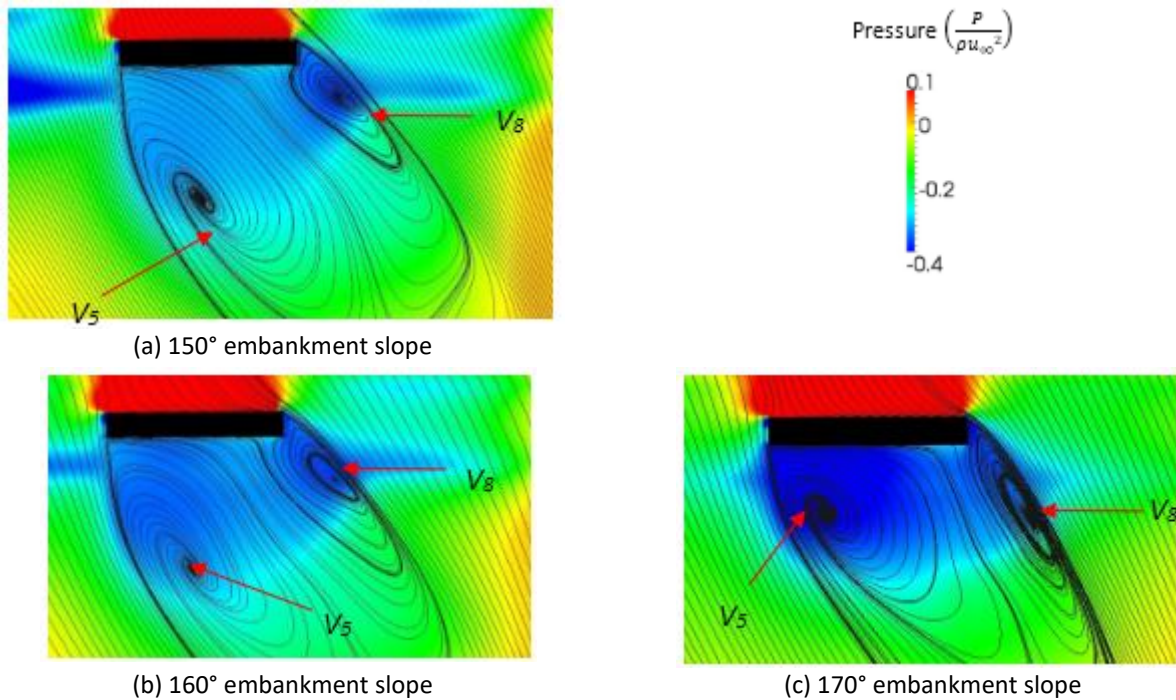 Pressure (P / ρu∞²)
0.1
0
-0.2
-0.4
V8
V5
(a) 150° embankment slope
V8
V5
(b) 160° embankment slope
V8
V5
(c) 170° embankment slope